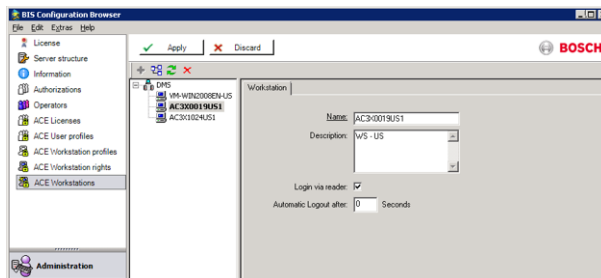 BIS Configuration Browser
File Edit Extras Help
License
Server structure
Information
Authorizations
Operators
ACE Licenses
ACE User profiles
ACE Workstation profiles
ACE Workstation rights
ACE Workstations
Administration
Apply Discard
BOSCH
DMS
VM-WIN2008EN-US
AC3X0019US1
AC3X1024US1
Workstation
Name: AC3X0019US1
Description: WS - US
Login via reader:
Automatic Logout after: 0 Seconds